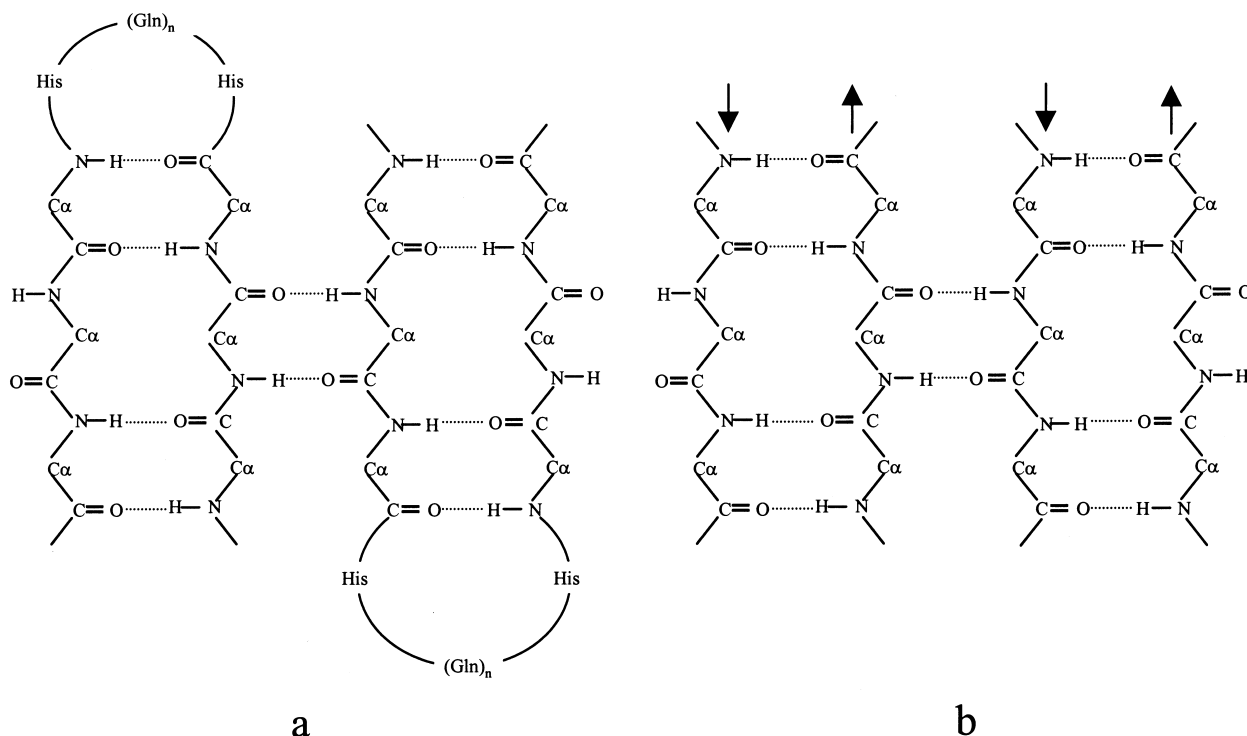 (Gln)n
His His
N H O C N H O C
Cα Cα Cα Cα
C O H N C O H N
H N C O H N C O
Cα Cα Cα Cα
O C N H O C N H
N H O C N H O C
Cα Cα Cα Cα
C O H N C O H N
His His
(Gln)n
a
N H O C N H O C
Cα Cα Cα Cα
C O H N C O H N
H N C O H N C O
Cα Cα Cα Cα
O C N H O C N H
N H O C N H O C
Cα Cα Cα Cα
C O H N C O H N
b